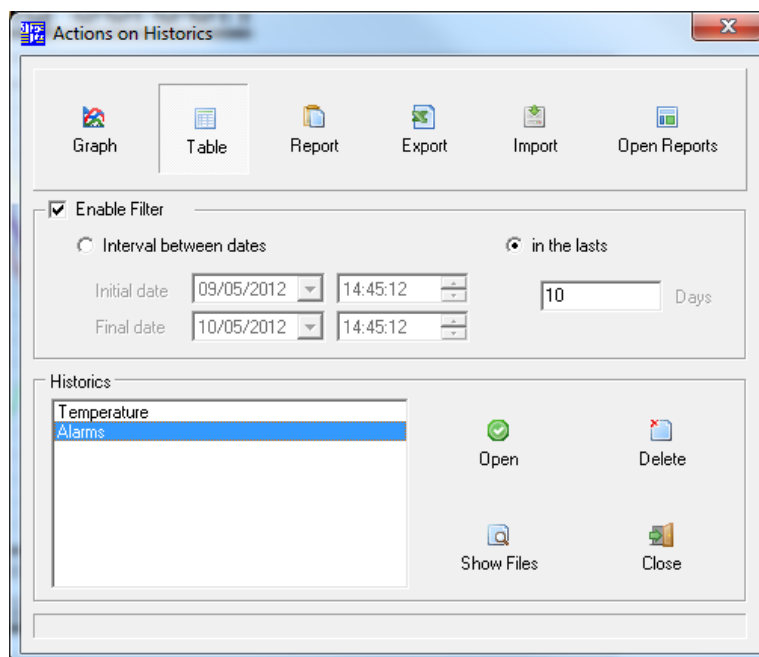 Actions on Historics
Graph Table Report Export Import Open Reports
Enable Filter
Interval between dates in the lasts
Initial date 09/05/2012 14:45:12 10 Days
Final date 10/05/2012 14:45:12
Historics
Temperature
Alarms
Open Delete
Show Files Close